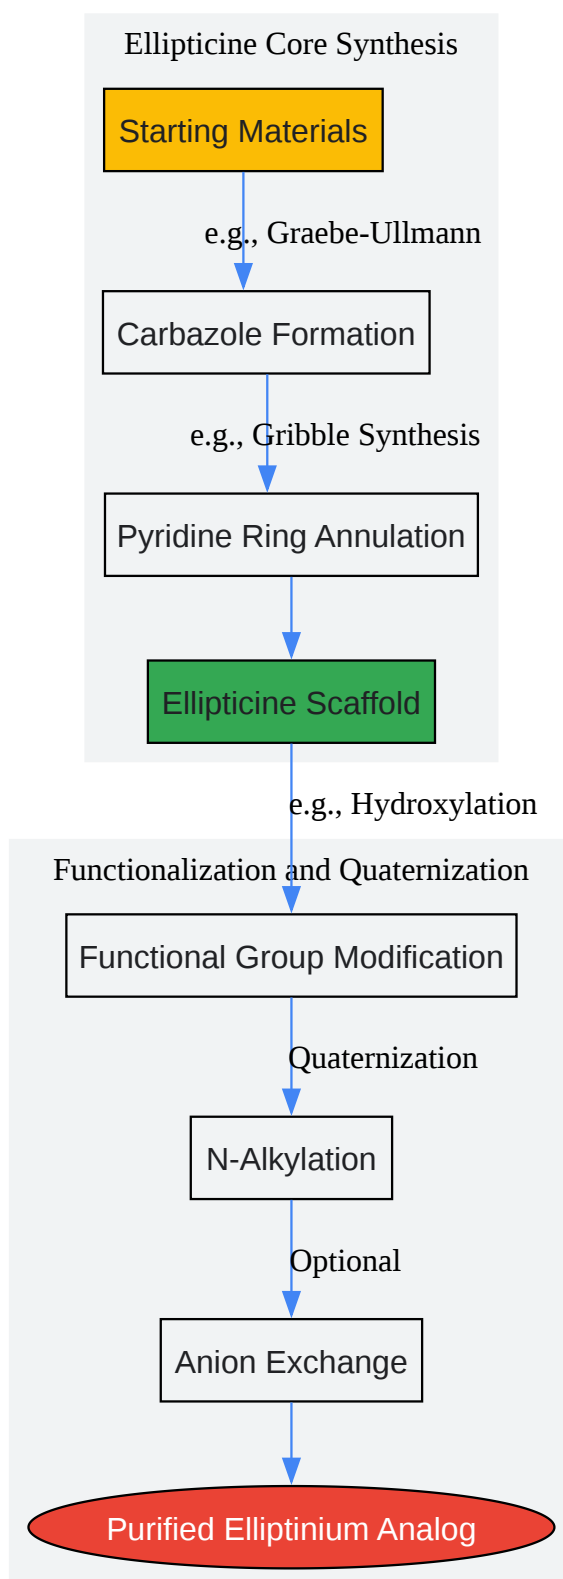 Ellipticine Core Synthesis
Starting Materials
e.g., Graebe-Ullmann
Carbazole Formation
e.g., Gribble Synthesis
Pyridine Ring Annulation
Ellipticine Scaffold
e.g., Hydroxylation
Functionalization and Quaternization
Functional Group Modification
Quaternization
N-Alkylation
Optional
Anion Exchange
Purified Elliptinium Analog